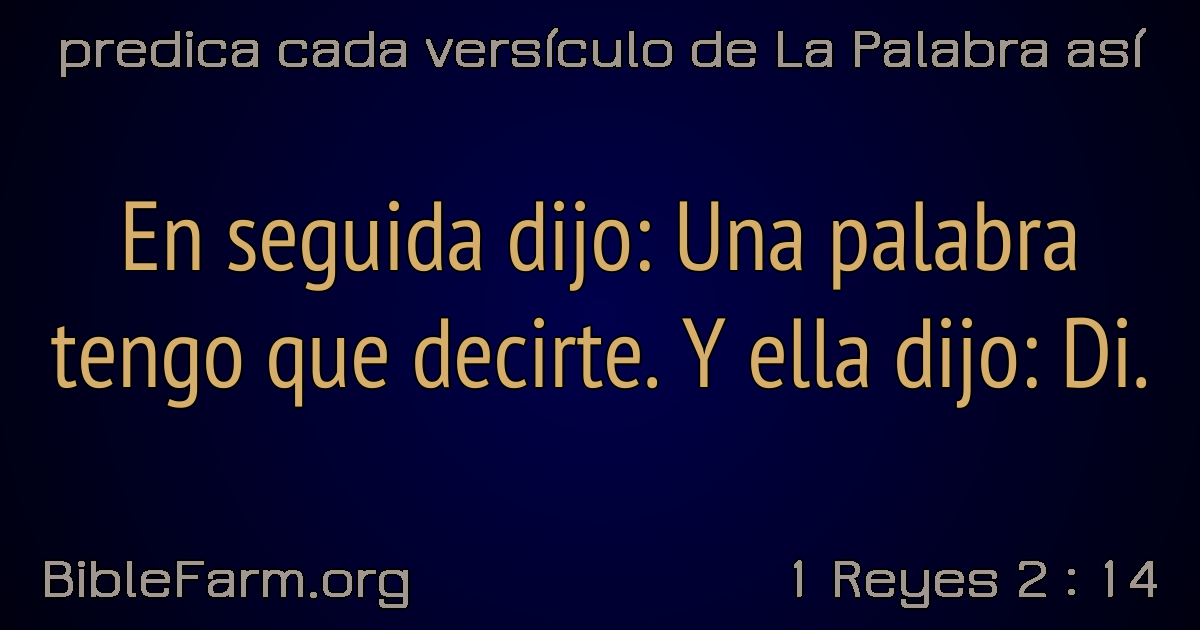 predica cada versículo de La Palabra así
En seguida dijo: Una palabra
tengo que decirte. Y ella dijo: Di.
BibleFarm.org
1 Reyes 2 : 14